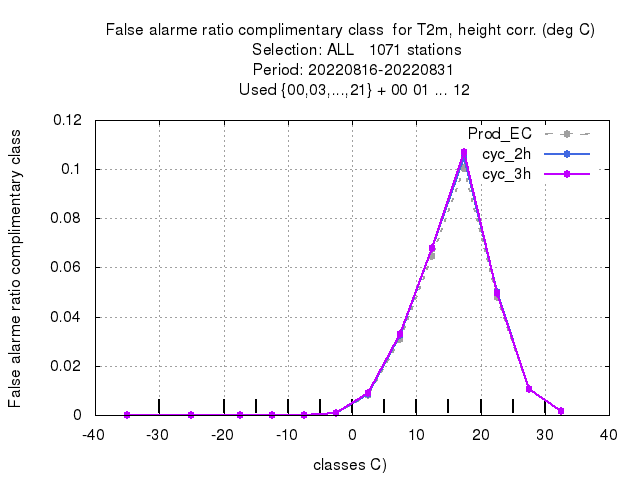 False alarme ratio complimentary class  for T2m, height corr. (deg C)
Selection: ALL   1071 stations
Period: 20220816-20220831
Used {00,03,...,21} + 00 01 ... 12
False alarme ratio complimentary class
0.12
0.1
0.08
0.06
0.04
0.02
0
Prod_EC
cyc_2h
cyc_3h
-40 -30 -20 -10 0 10 20 30 40
classes C)